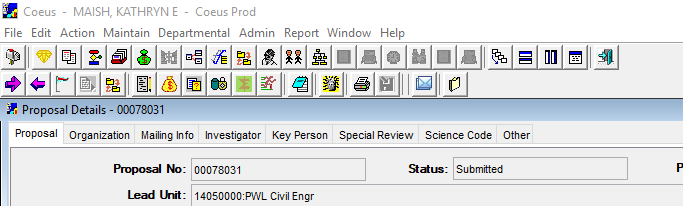 Coeus - MAISH, KATHRYN E - Coeus Prod
File Edit Action Maintain Departmental Admin Report Window Help
Proposal Details - 00078031
Proposal Organization Mailing Info Investigator Key Person Special Review Science Code Other
Proposal No: 00078031 Status: Submitted P
Lead Unit: 14050000:PWL Civil Engr